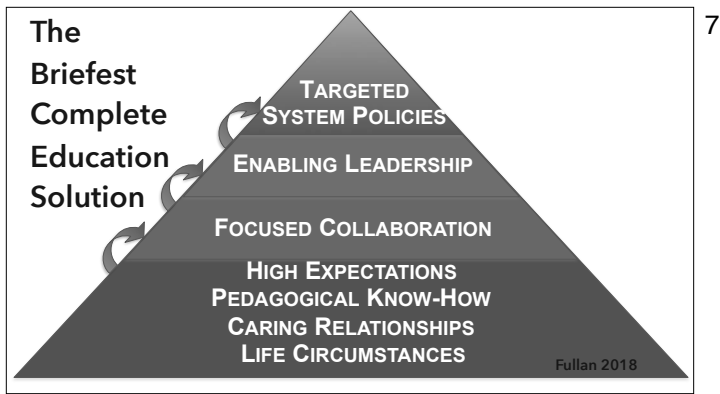 The
Briefest
Complete
Education
Solution
7
TARGETED
SYSTEM POLICIES
ENABLING LEADERSHIP
FOCUSED COLLABORATION
HIGH EXPECTATIONS
PEDAGOGICAL KNOW-HOW
CARING RELATIONSHIPS
LIFE CIRCUMSTANCES
Fullan 2018